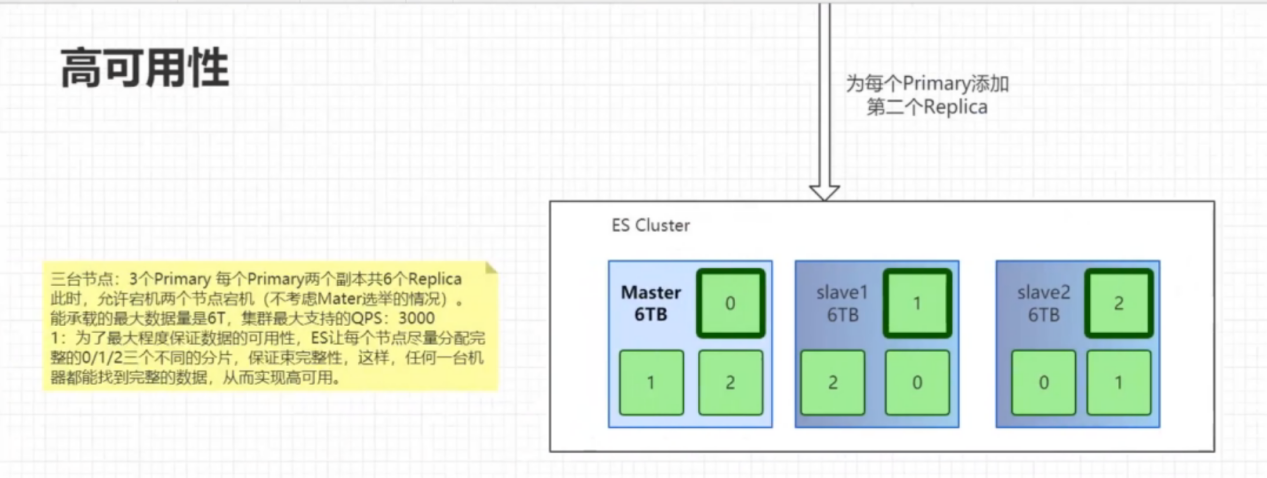 高可用性
为每个Primary添加
第二个Replica
三台节点：3个Primary 每个Primary两个副本共6个Replica
此时，允许宕机两个节点宕机（不考虑Mater选举的情况）。
能承载的最大数据量是6T，集群最大支持的QPS：3000
1：为了最大程度保证数据的可用性，ES让每个节点尽量分配完
整的0/1/2三个不同的分片，保证束完整性，这样，任何一台机
器都能找到完整的数据，从而实现高可用。
ES Cluster
Master
6TB
0
1
2
slave1
6TB
1
2
0
slave2
6TB
2
0
1